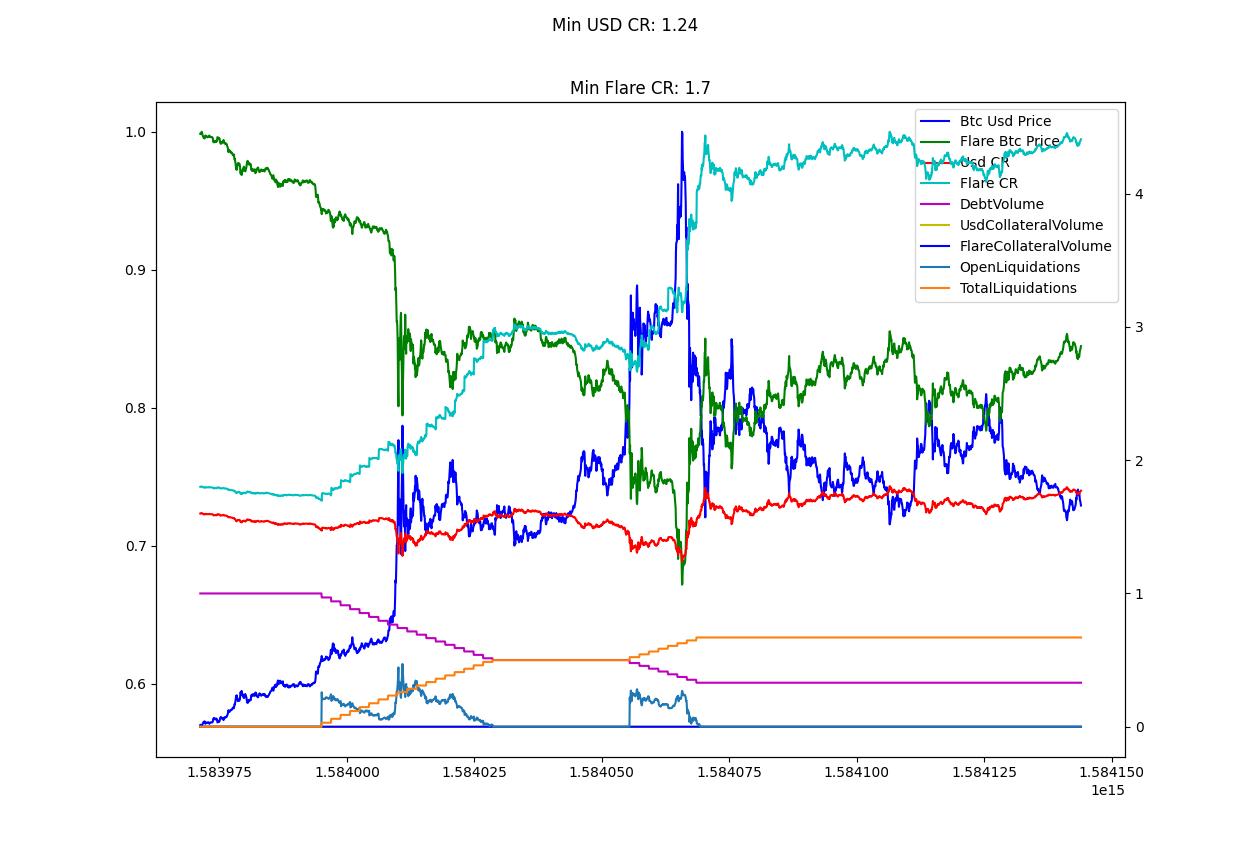 Min USD CR: 1.24
Min Flare CR: 1.7
1.0
0.9
0.8
0.7
0.6
4
3
2
1
0
Btc Usd Price
Flare Btc Price
Usd CR
Flare CR
DebtVolume
UsdCollateralVolume
FlareCollateralVolume
OpenLiquidations
TotalLiquidations
1.583975 1.584000 1.584025 1.584050 1.584075 1.584100 1.584125 1.584150
1e15